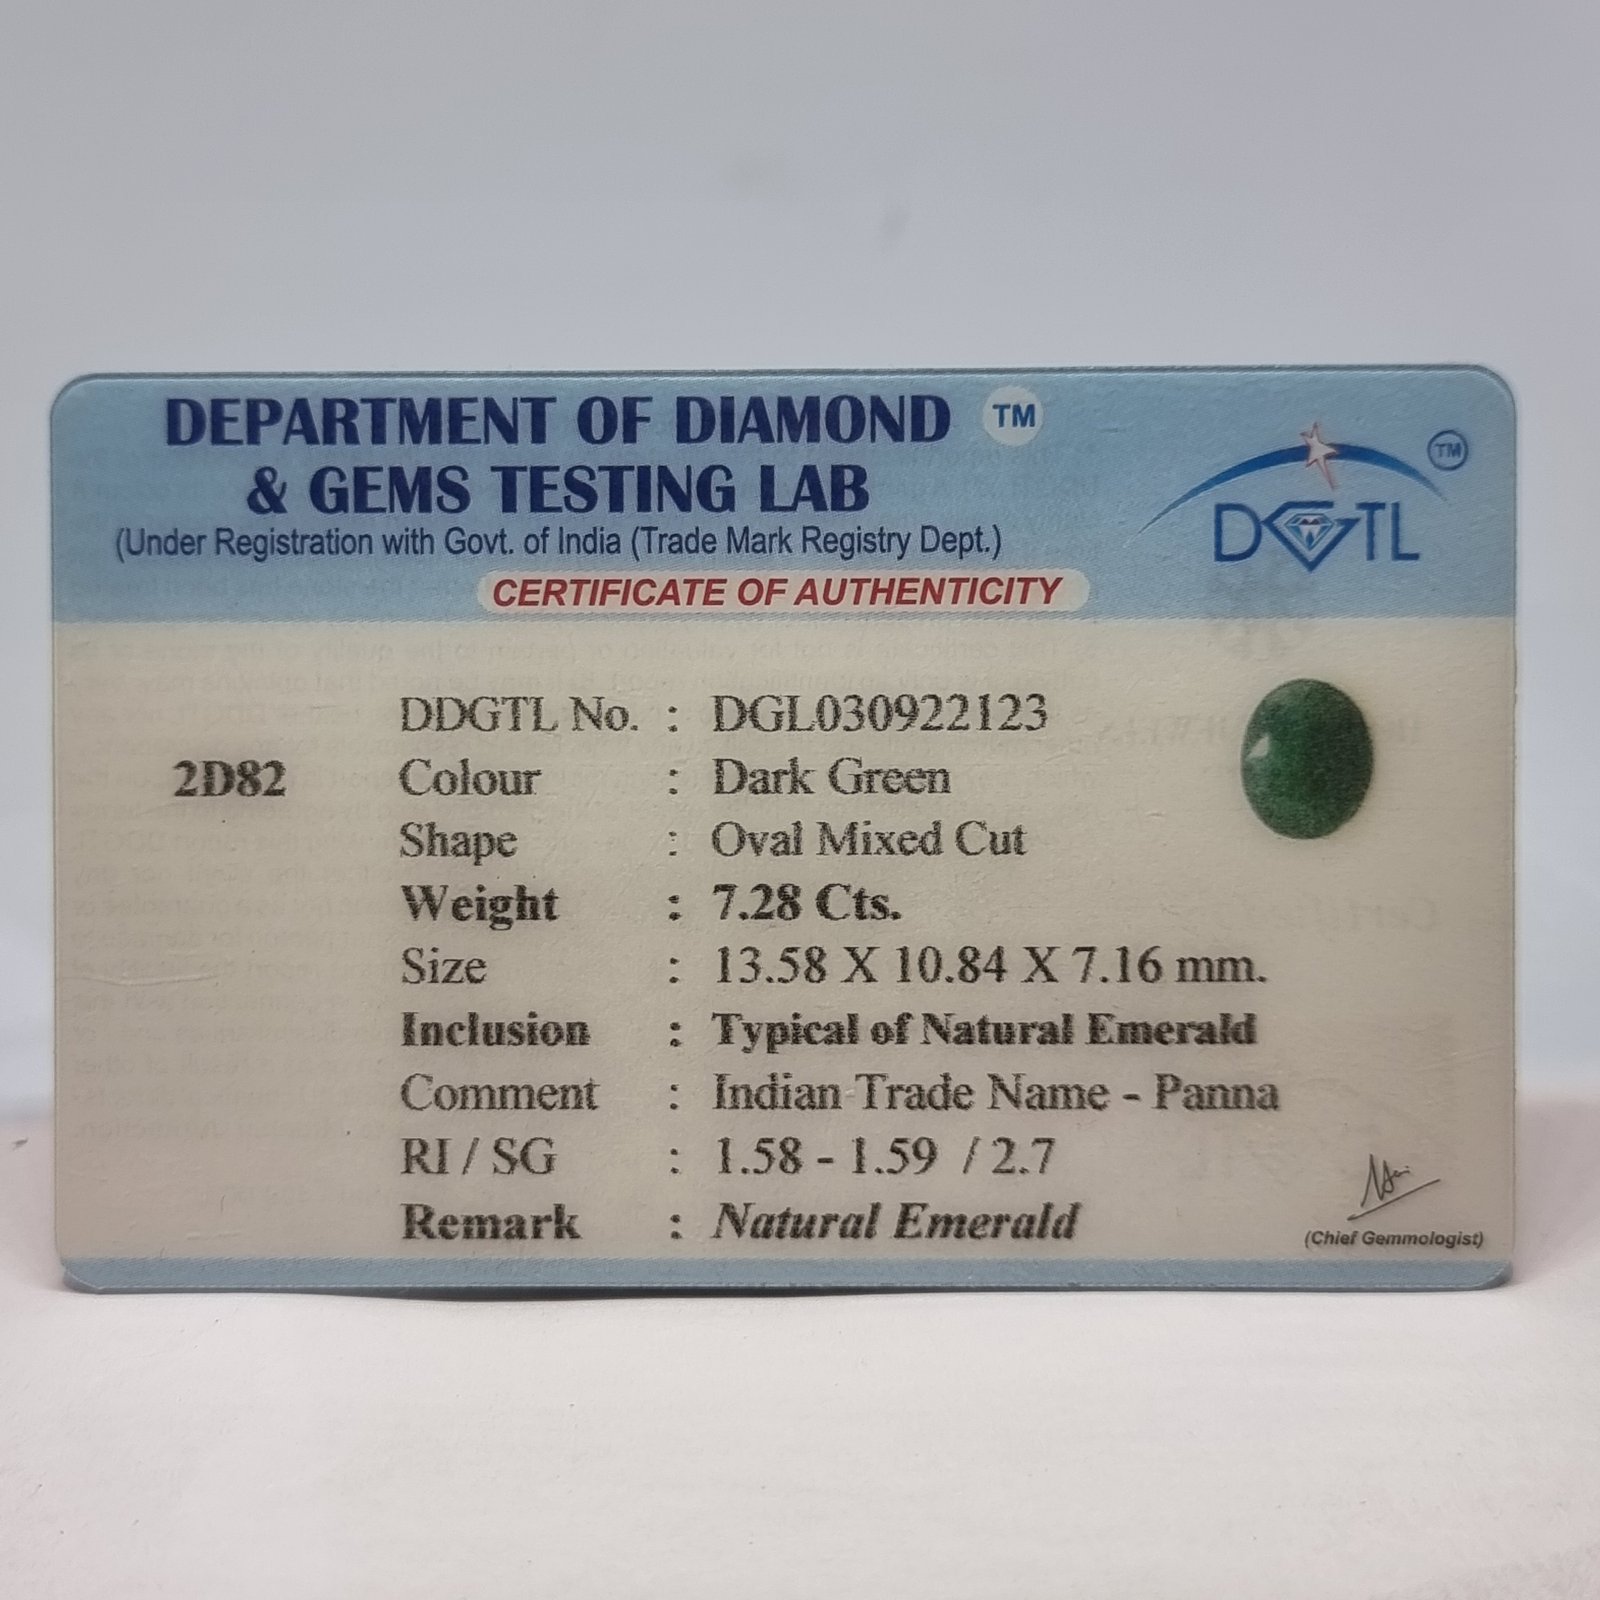 DEPARTMENT OF DIAMOND TM
& GEMS TESTING LAB
(Under Registration with Govt. of India (Trade Mark Registry Dept.)
CERTIFICATE OF AUTHENTICITY
DGTL TM
2D82
DDGTL No. : DGL030922123
Colour : Dark Green
Shape : Oval Mixed Cut
Weight : 7.28 Cts.
Size : 13.58 X 10.84 X 7.16 mm.
Inclusion : Typical of Natural Emerald
Comment : Indian Trade Name - Panna
RI / SG : 1.58 - 1.59 / 2.7
Remark : Natural Emerald
(Chief Gemmologist)